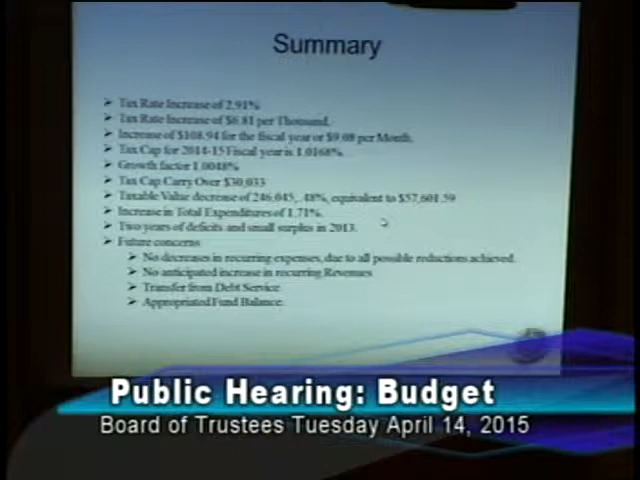 Summary
➤ Tax Rate Increase of 2.91%
➤ Tax Rate Increase of $6.81 per Thousand.
➤ Increase of $108.94 for the fiscal year or $9.08 per Month.
➤ Tax Cap for 2014-15 Fiscal year is 1.0168%.
➤ Growth factor 1.0048%
➤ Tax Cap Carry Over $30,033
➤ Taxable Value decrease of 246,045, .48%, equivalent to $57,601.59
➤ Increase in Total Expenditures of 1.71%.
➤ Two years of deficits and small surplus in 2013.
➤ Future concerns
➤ No decreases in recurring expenses, due to all possible reductions achieved.
➤ No anticipated increase in recurring Revenues
➤ Transfer from Debt Service.
➤ Appropriated Fund Balance.
Public Hearing: Budget
Board of Trustees Tuesday April 14, 2015